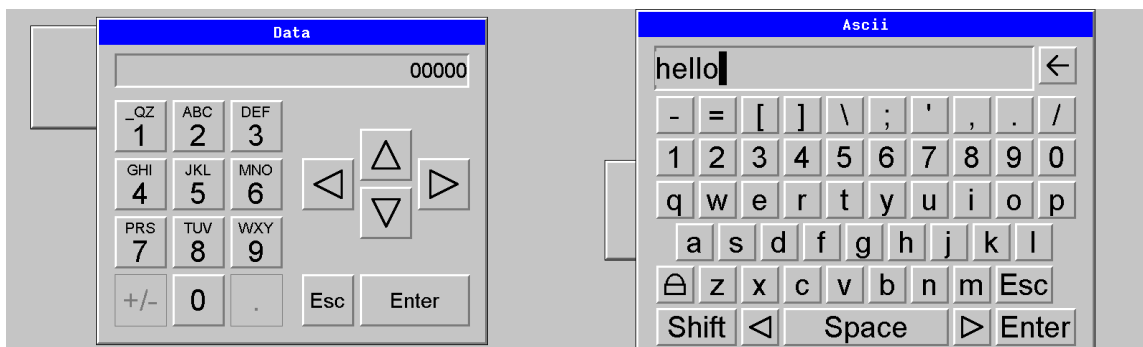 Data
00000
_QZ ABC DEF
1 2 3
GHI JKL MNO
4 5 6
PRS TUV WXY
7 8 9
+/- 0 . Esc Enter
Ascii
hello
- = [ ] \ ; ' , . /
1 2 3 4 5 6 7 8 9 0
q w e r t y u i o p
a s d f g h j k l
z x c v b n m Esc
Shift Space Enter